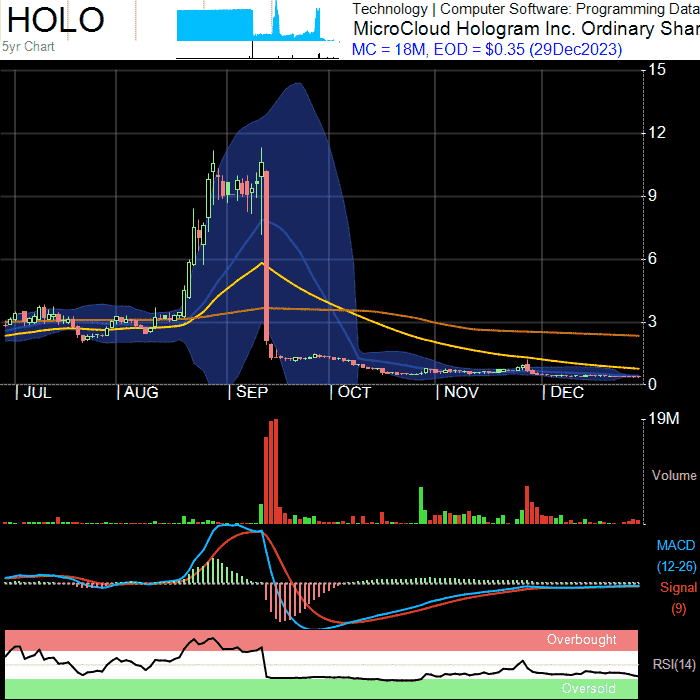 HOLO
5yr Chart
Technology | Computer Software: Programming Data
MicroCloud Hologram Inc. Ordinary Shar
MC = 18M, EOD = $0.35 (29Dec2023)
15
12
9
6
3
0
JUL AUG SEP OCT NOV DEC
19M
Volume
MACD
(12-26)
Signal
(9)
Overbought
RSI(14)
Oversold